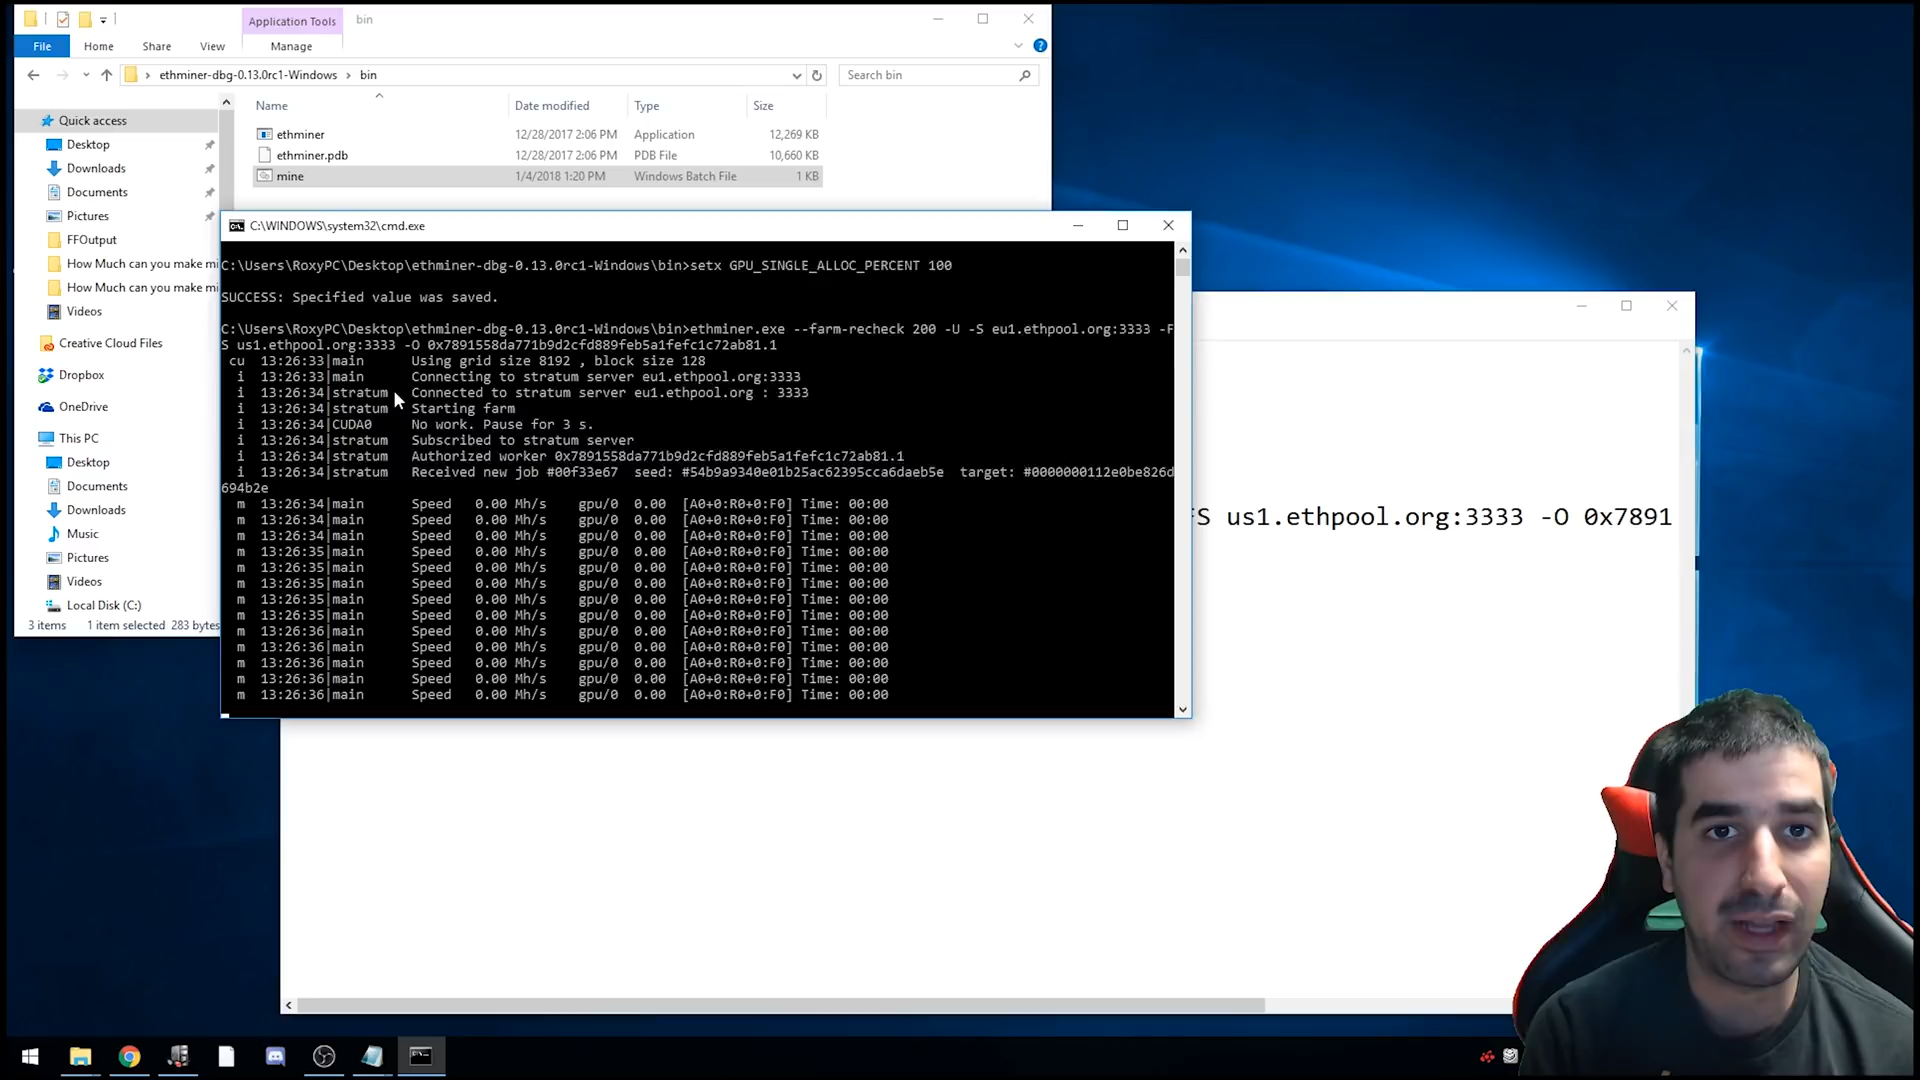 Application Tools
bin
File
Home
Share
View
Manage
ethminer-dbg-0.13.0rc1-Windows
bin
Search bin
Name
Date modified
Type
Size
Quick access
Desktop
Downloads
Documents
Pictures
FFOutput
How Much can you make mi
How Much can you make mi
Videos
Creative Cloud Files
Dropbox
OneDrive
This PC
Desktop
Documents
Downloads
Music
Pictures
Videos
Local Disk (C:)
3 items 1 item selected 283 bytes
ethminer 12/28/2017 2:06 PM Application 12,269 KB
ethminer.pdb 12/28/2017 2:06 PM PDB File 10,660 KB
mine 1/4/2018 1:20 PM Windows Batch File 1 KB
C:\WINDOWS\system32\cmd.exe
C:\Users\RoxyPC\Desktop\ethminer-dbg-0.13.0rc1-Windows\bin>setx GPU_SINGLE_ALLOC_PERCENT 100
SUCCESS: Specified value was saved.
C:\Users\RoxyPC\Desktop\ethminer-dbg-0.13.0rc1-Windows\bin>ethminer.exe --farm-recheck 200 -U -S eu1.ethpool.org:3333 -F
S us1.ethpool.org:3333 -O 0x7891558da771b9d2cfd889feb5a1fefc1c72ab81.1
cu 13:26:33|main Using grid size 8192 , block size 128
i 13:26:33|main Connecting to stratum server eu1.ethpool.org:3333
i 13:26:34|stratum Connected to stratum server eu1.ethpool.org : 3333
i 13:26:34|stratum Starting farm
i 13:26:34|CUDA0 No work. Pause for 3 s.
i 13:26:34|stratum Subscribed to stratum server
i 13:26:34|stratum Authorized worker 0x7891558da771b9d2cfd889feb5a1fefc1c72ab81.1
i 13:26:34|stratum Received new job #00f33e67 seed: #54b9a9340e01b25ac62395cca6daeb5e target: #0000000112e0be826d
694b2e
m 13:26:34|main Speed 0.00 Mh/s gpu/0 0.00 [A0+0:R0+0:F0] Time: 00:00
m 13:26:34|main Speed 0.00 Mh/s gpu/0 0.00 [A0+0:R0+0:F0] Time: 00:00
m 13:26:34|main Speed 0.00 Mh/s gpu/0 0.00 [A0+0:R0+0:F0] Time: 00:00
m 13:26:35|main Speed 0.00 Mh/s gpu/0 0.00 [A0+0:R0+0:F0] Time: 00:00
m 13:26:35|main Speed 0.00 Mh/s gpu/0 0.00 [A0+0:R0+0:F0] Time: 00:00
m 13:26:35|main Speed 0.00 Mh/s gpu/0 0.00 [A0+0:R0+0:F0] Time: 00:00
m 13:26:35|main Speed 0.00 Mh/s gpu/0 0.00 [A0+0:R0+0:F0] Time: 00:00
m 13:26:35|main Speed 0.00 Mh/s gpu/0 0.00 [A0+0:R0+0:F0] Time: 00:00
m 13:26:36|main Speed 0.00 Mh/s gpu/0 0.00 [A0+0:R0+0:F0] Time: 00:00
m 13:26:36|main Speed 0.00 Mh/s gpu/0 0.00 [A0+0:R0+0:F0] Time: 00:00
m 13:26:36|main Speed 0.00 Mh/s gpu/0 0.00 [A0+0:R0+0:F0] Time: 00:00
m 13:26:36|main Speed 0.00 Mh/s gpu/0 0.00 [A0+0:R0+0:F0] Time: 00:00
m 13:26:36|main Speed 0.00 Mh/s gpu/0 0.00 [A0+0:R0+0:F0] Time: 00:00
FS us1.ethpool.org:3333 -O 0x7891